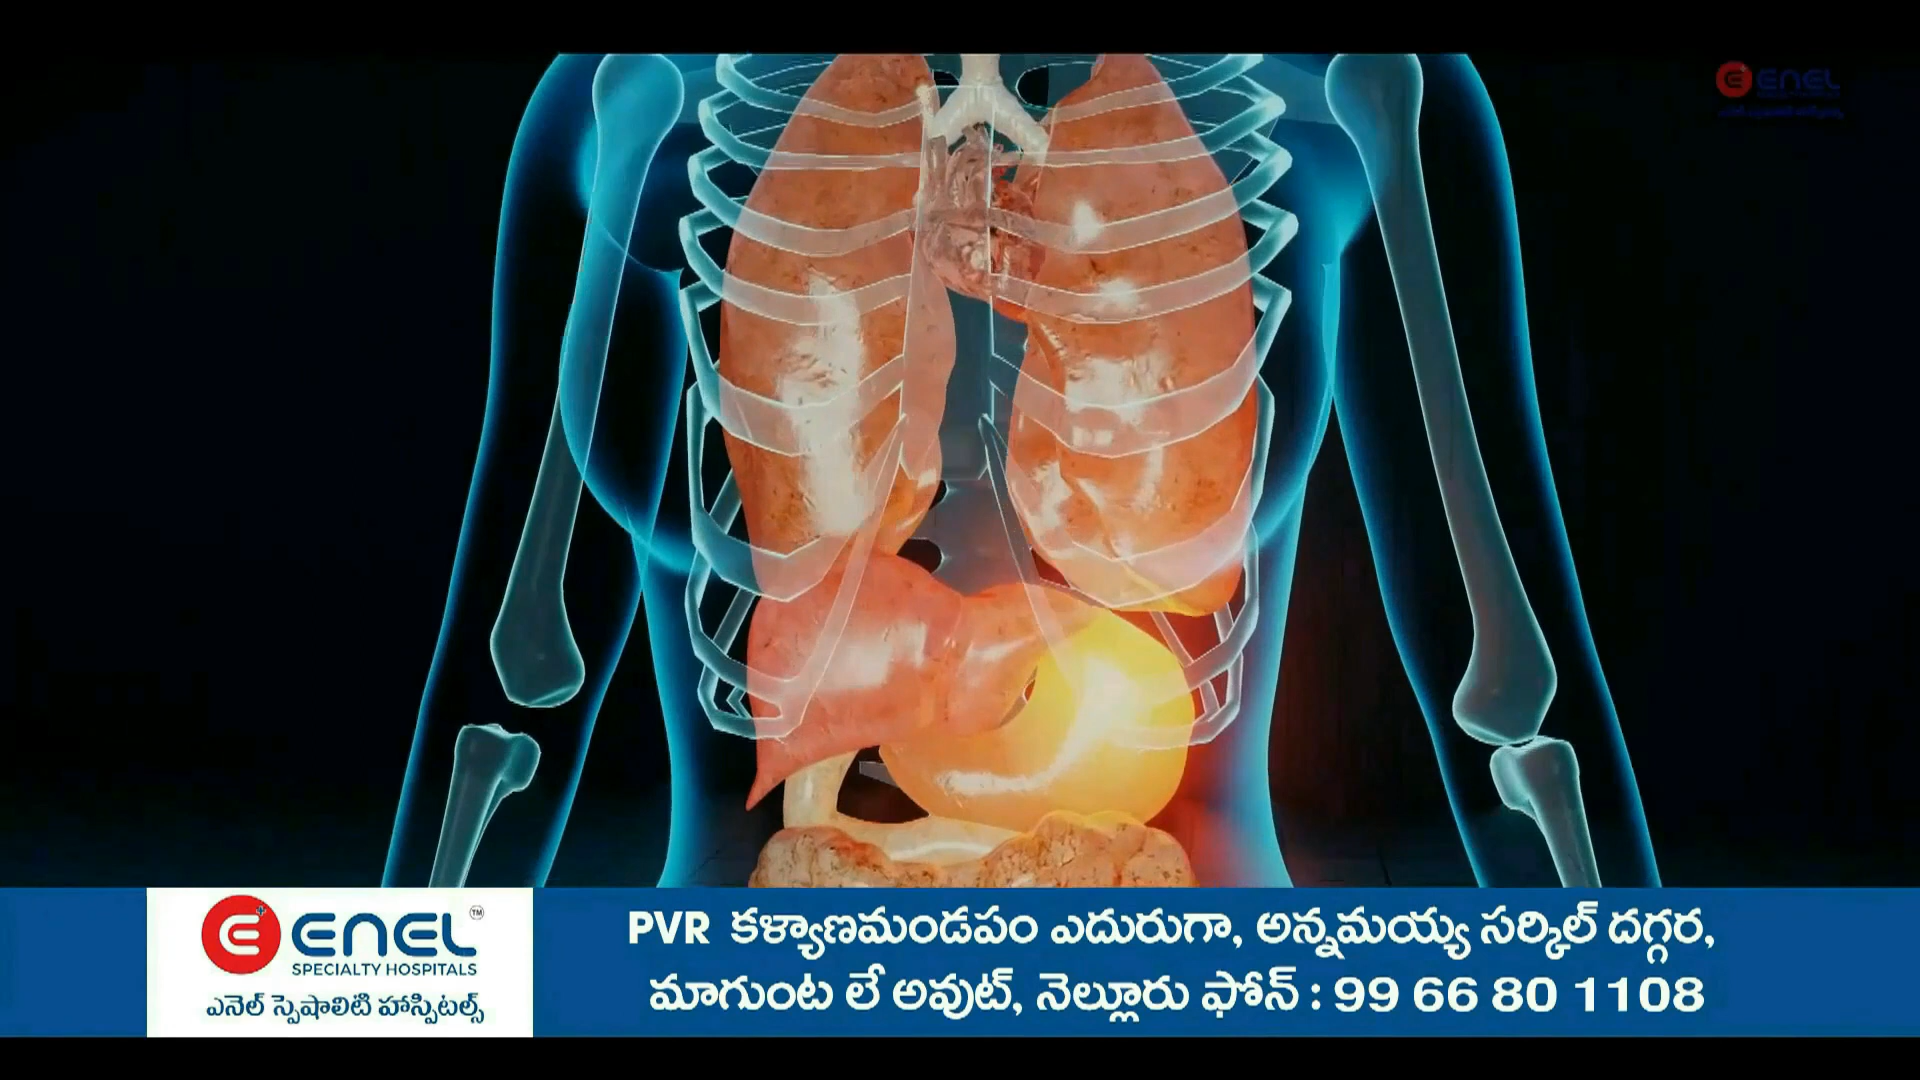 ENEL
ENEL™
SPECIALTY HOSPITALS
ఎనెల్ స్పెషాలిటి హాస్పిటల్స్
PVR కళ్యాణమండపం ఎదురుగా, అన్నమయ్య సర్కిల్ దగ్గర,
మాగుంట లే అవుట్, నెల్లూరు ఫోన్ : 99 66 80 1108